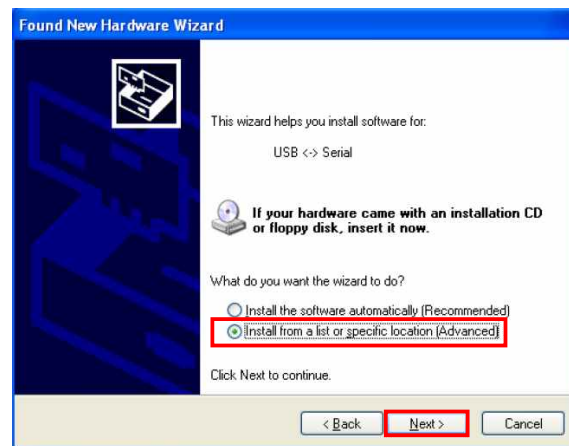 Found New Hardware Wizard
This wizard helps you install software for:
USB <-> Serial
If your hardware came with an installation CD
or floppy disk, insert it now.
What do you want the wizard to do?
Install the software automatically (Recommended)
Install from a list or specific location (Advanced)
Click Next to continue.
< Back
Next >
Cancel